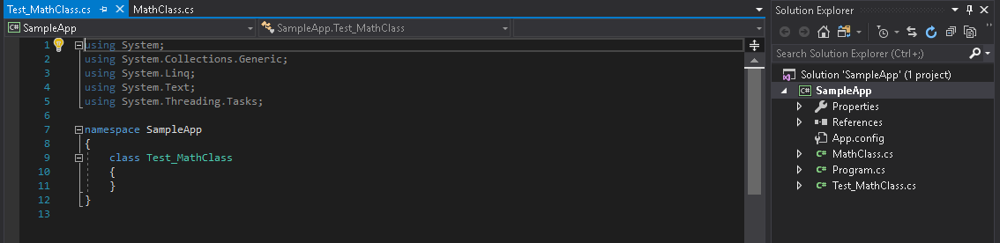 Test_MathClass.cs MathClass.cs
SampleApp SampleApp.Test_MathClass
1 using System;
2 using System.Collections.Generic;
3 using System.Linq;
4 using System.Text;
5 using System.Threading.Tasks;
6
7 namespace SampleApp
8 {
9 class Test_MathClass
10 {
11 }
12 }
13
Solution Explorer
Search Solution Explorer (Ctrl+;)
Solution 'SampleApp' (1 project)
C# SampleApp
Properties
References
App.config
C# MathClass.cs
C# Program.cs
C# Test_MathClass.cs